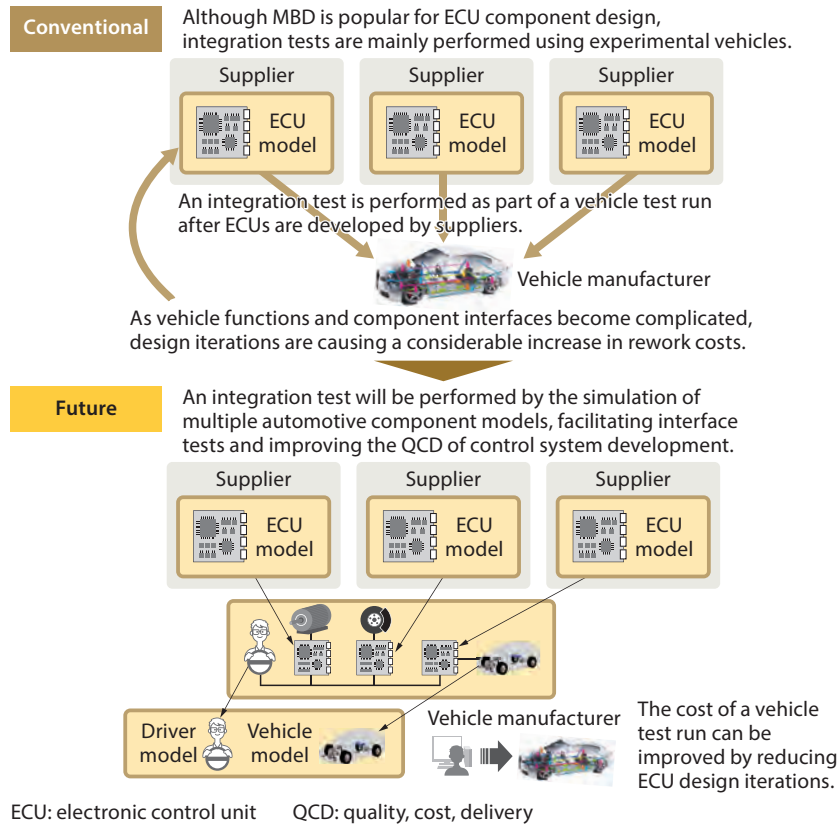 Conventional
Although MBD is popular for ECU component design,
integration tests are mainly performed using experimental vehicles.
Supplier
Supplier
Supplier
ECU
model
ECU
model
ECU
model
An integration test is performed as part of a vehicle test run
after ECUs are developed by suppliers.
Vehicle manufacturer
As vehicle functions and component interfaces become complicated,
design iterations are causing a considerable increase in rework costs.
Future
An integration test will be performed by the simulation of
multiple automotive component models, facilitating interface
tests and improving the QCD of control system development.
Supplier
Supplier
Supplier
ECU
model
ECU
model
ECU
model
Driver
model
Vehicle
model
Vehicle manufacturer
The cost of a vehicle
test run can be
improved by reducing
ECU design iterations.
ECU: electronic control unit
QCD: quality, cost, delivery